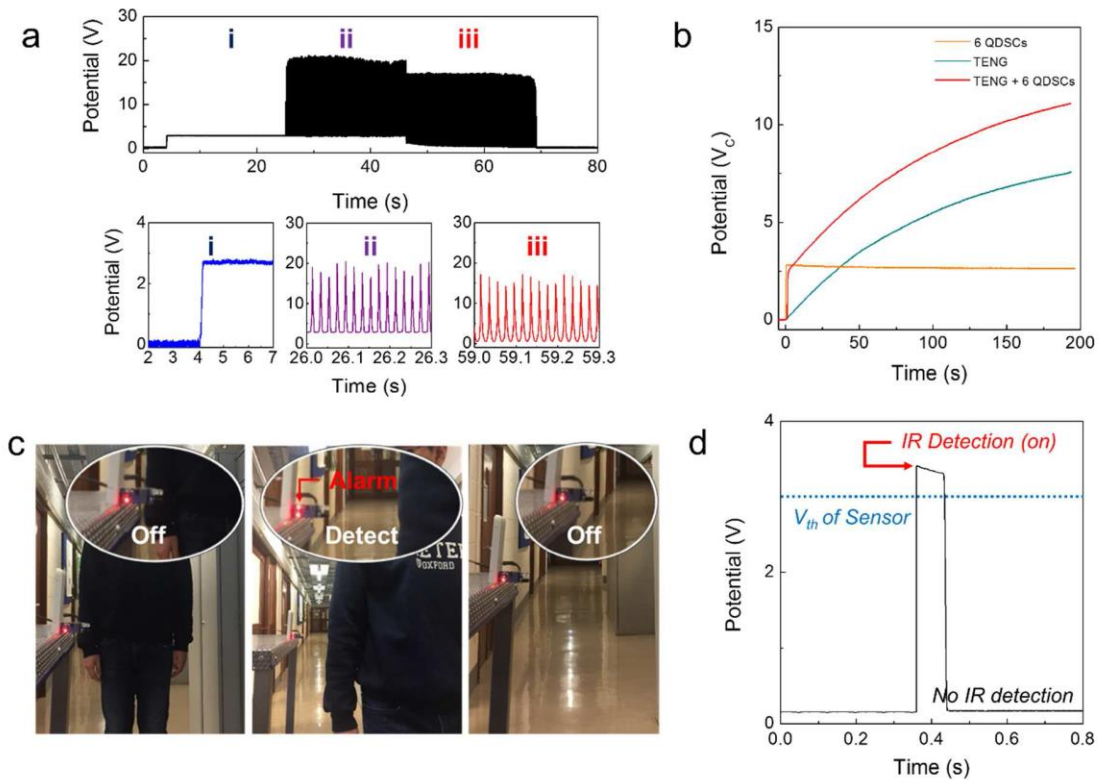 a
30
20
10
0
Potential (V)
i
ii
iii
0 20 40 60 80
Time (s)
4
2
0
Potential (V)
i
2 3 4 5 6 7
30
20
10
0
ii
26.0 26.1 26.2 26.3
30
20
10
0
iii
59.0 59.1 59.2 59.3
Time (s)
b
15
10
5
0
Potential (VC)
6 QDSCs
TENG
TENG + 6 QDSCs
0 50 100 150 200
Time (s)
c
Off
Alarm
Detect
OXFORD
Off
d
4
2
0
Potential (V)
IR Detection (on)
Vth of Sensor
No IR detection
0.0 0.2 0.4 0.6 0.8
Time (s)